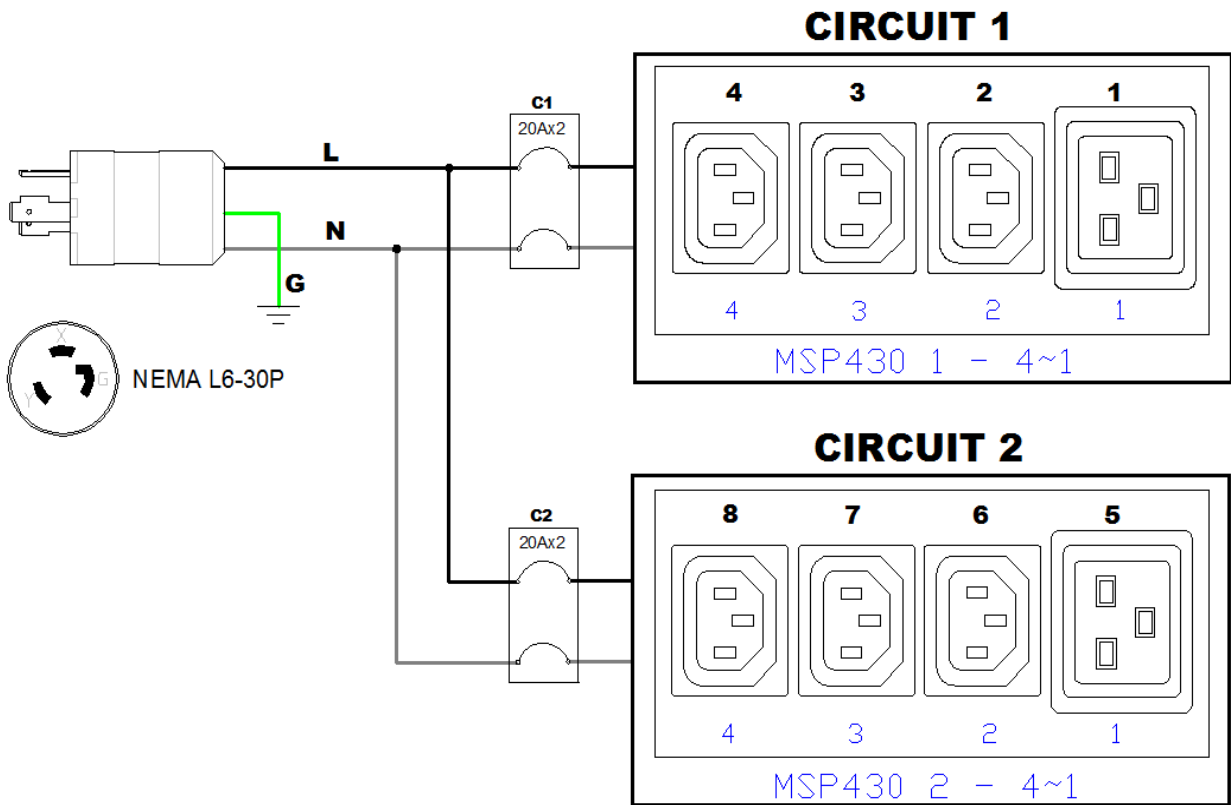 CIRCUIT 1
4 3 2 1
C1
20Ax2
L
N
G
4 3 2 1
MSP430 1 - 4~1
X
G
Y
NEMA L6-30P
CIRCUIT 2
8 7 6 5
C2
20Ax2
4 3 2 1
MSP430 2 - 4~1